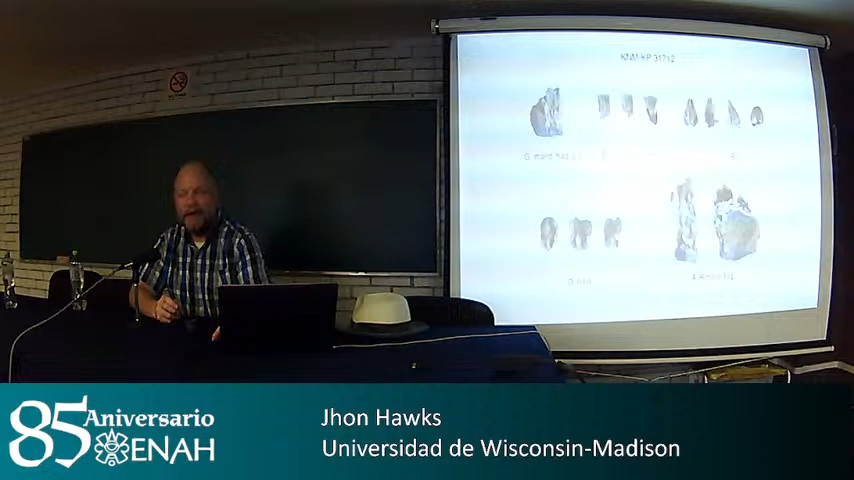 KNM-KP 31712
85 Aniversario
ENAH
Jhon Hawks
Universidad de Wisconsin-Madison